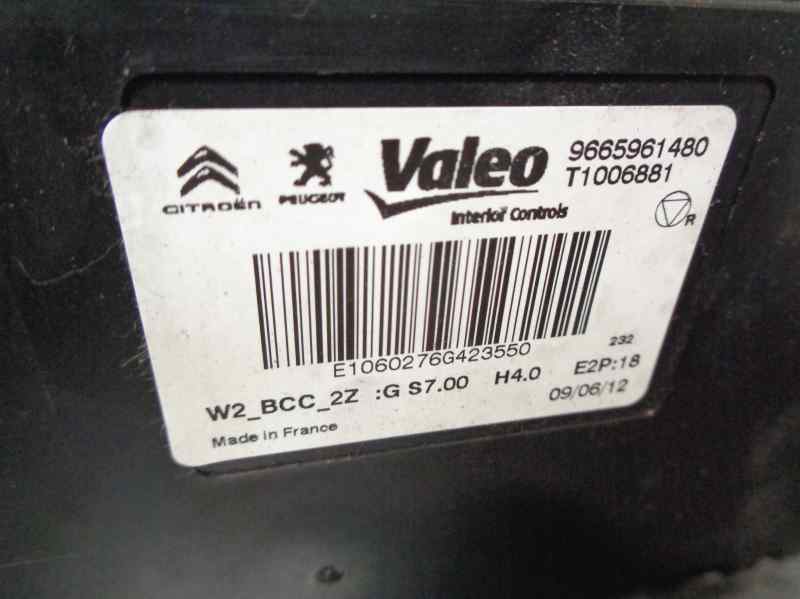 CITROËN PEUGEOT Valeo 9665961480
T1006881
Interior Controls
R
E1060276G423550
232
W2_BCC_2Z :G S7.00 H4.0 E2P:18
Made in France 09/06/12